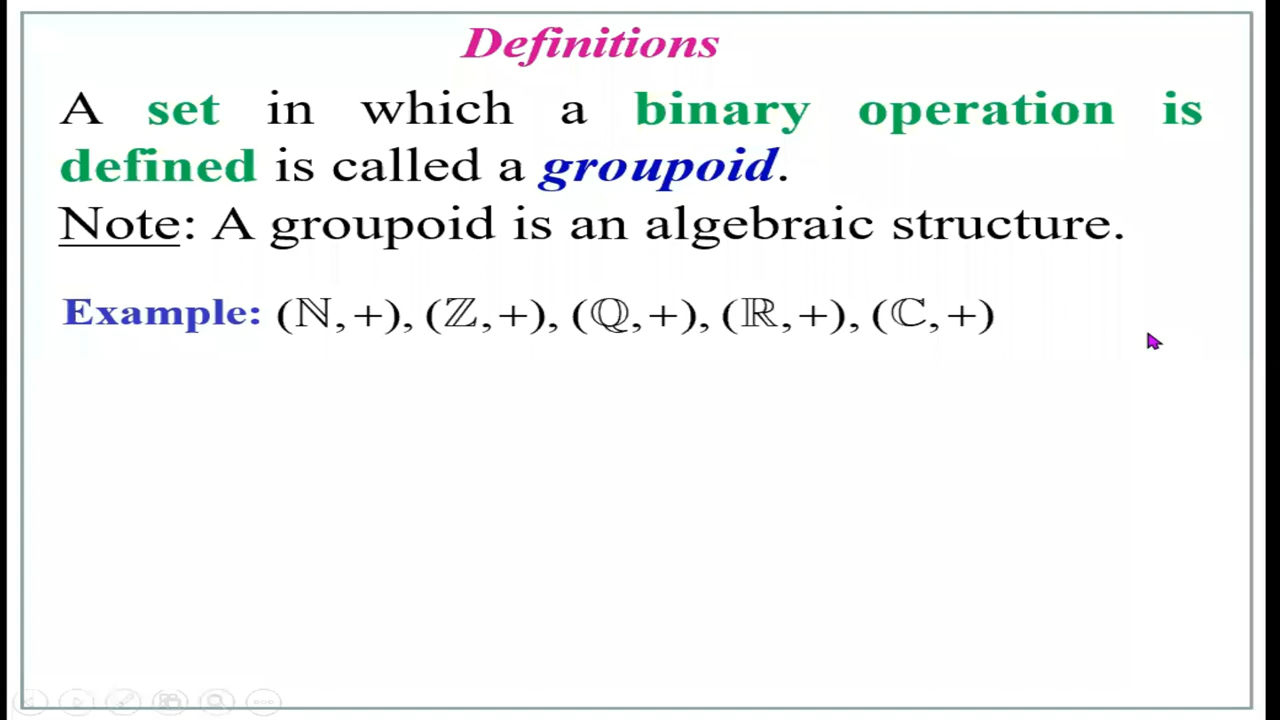 Definitions
A set in which a binary operation is
defined is called a groupoid.
Note: A groupoid is an algebraic structure.
Example: (ℕ,+), (ℤ,+), (ℚ,+), (ℝ,+), (ℂ,+)